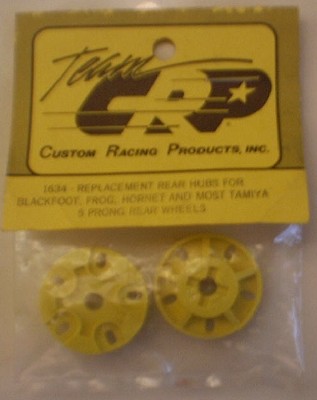 Team
CRP
CUSTOM RACING PRODUCTS, INC.
1634 - REPLACEMENT REAR HUBS FOR
BLACKFOOT, FROG, HORNET AND MOST TAMIYA
5 PRONG REAR WHEELS